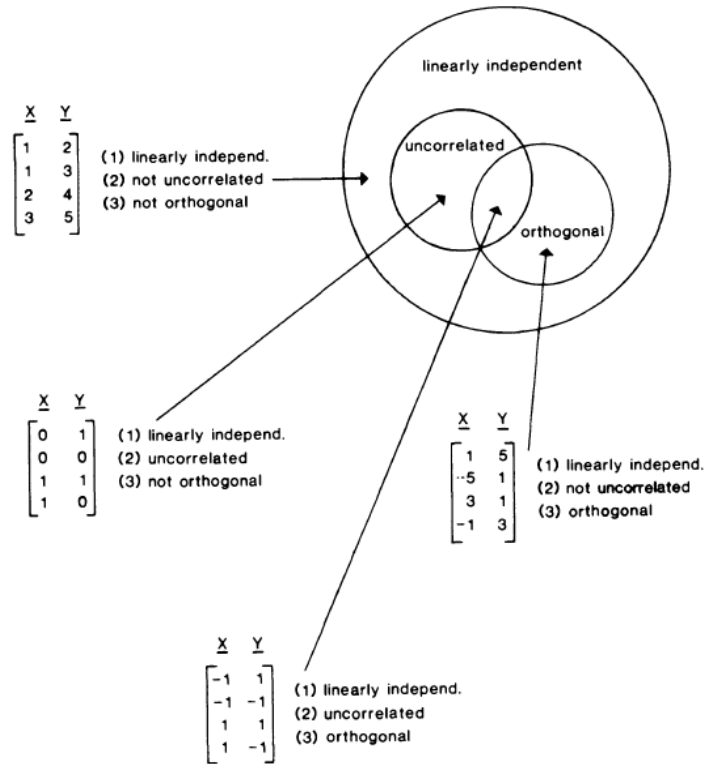 linearly independent
uncorrelated
orthogonal
X Y
1 2
1 3
2 4
3 5
(1) linearly independ.
(2) not uncorrelated
(3) not orthogonal
X Y
0 1
0 0
1 1
1 0
(1) linearly independ.
(2) uncorrelated
(3) not orthogonal
X Y
1 5
-5 1
3 1
-1 3
(1) linearly independ.
(2) not uncorrelated
(3) orthogonal
X Y
-1 1
-1 -1
1 1
1 -1
(1) linearly independ.
(2) uncorrelated
(3) orthogonal